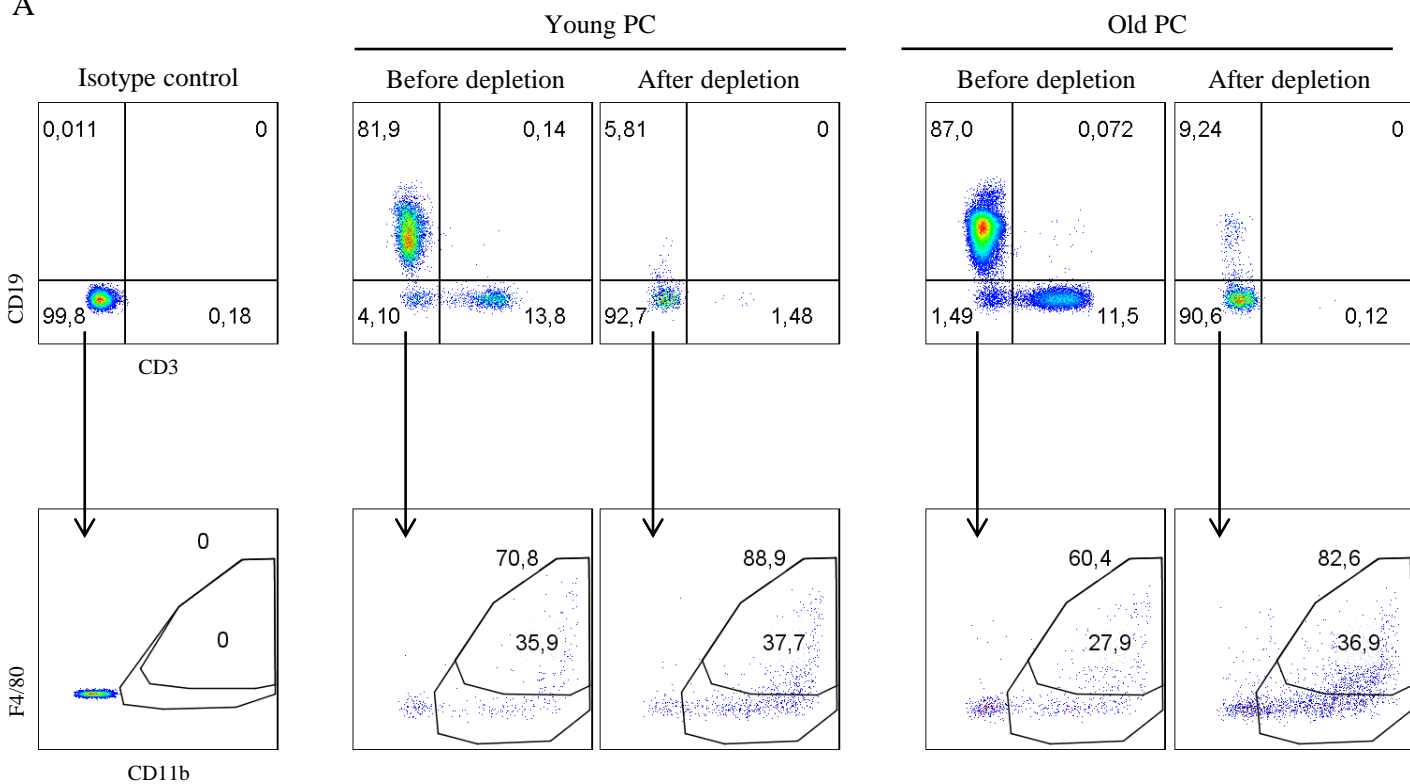 A
Young PC
Old PC
Isotype control
Before depletion
After depletion
Before depletion
After depletion
0,011
0
81,9
0,14
5,81
0
87,0
0,072
9,24
0
CD19
99,8
0,18
4,10
13,8
92,7
1,48
1,49
11,5
90,6
0,12
CD3
0
70,8
88,9
60,4
82,6
0
35,9
37,7
27,9
36,9
F4/80
CD11b